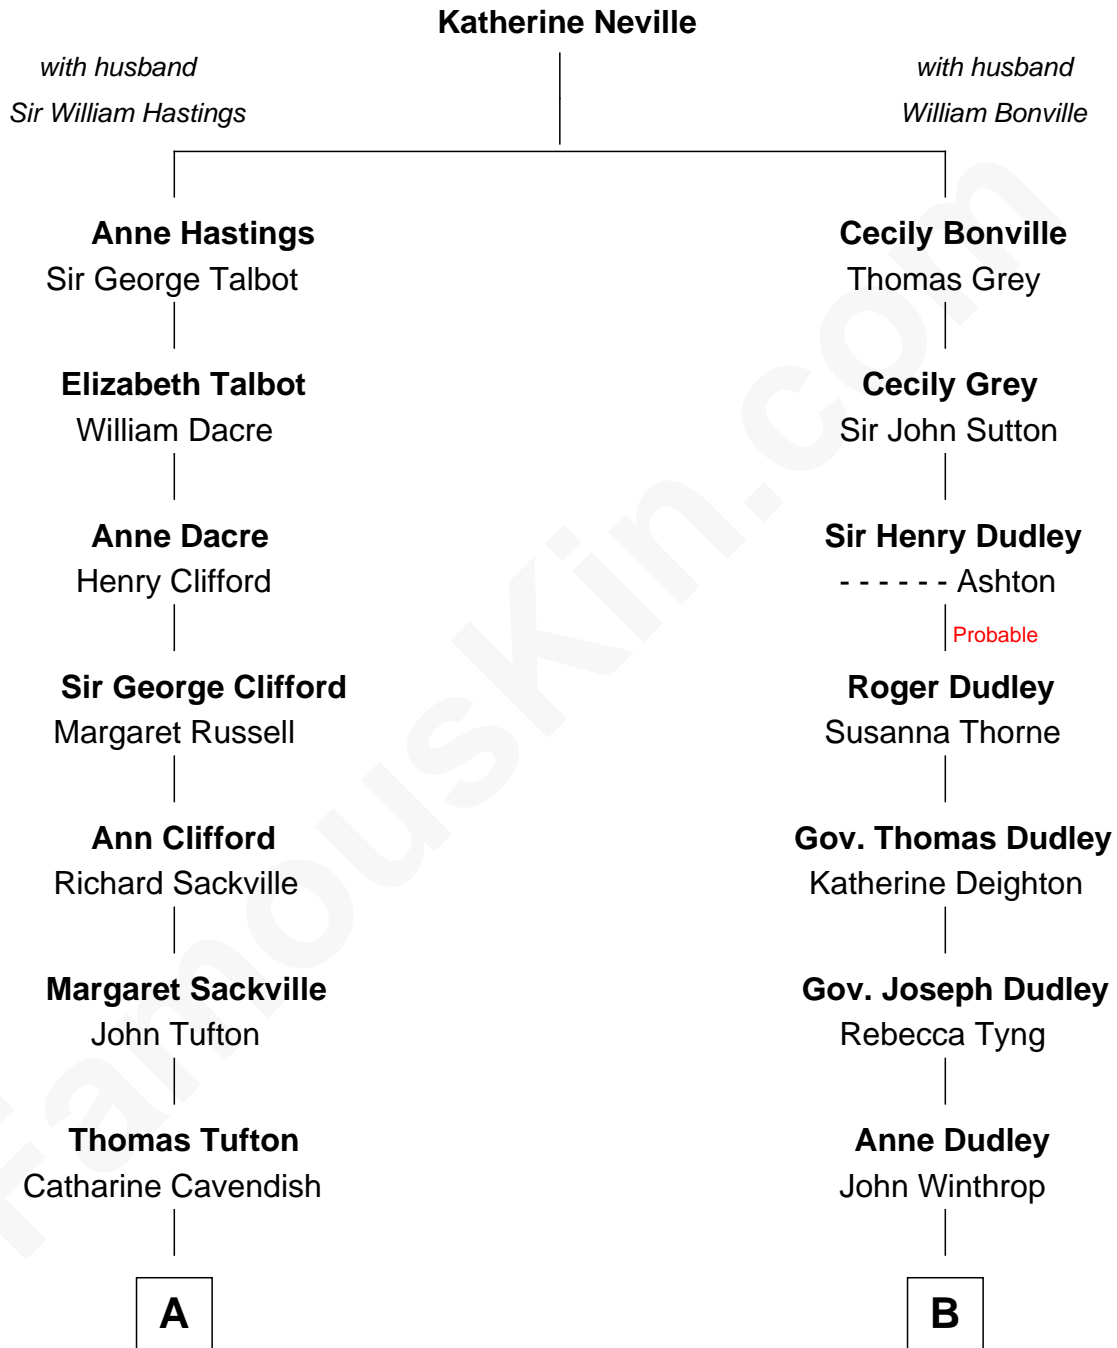 Katherine Neville
with husband
Sir William Hastings
with husband
William Bonville
Anne Hastings
Sir George Talbot
Cecily Bonville
Thomas Grey
Elizabeth Talbot
William Dacre
Cecily Grey
Sir John Sutton
Anne Dacre
Henry Clifford
Sir Henry Dudley
- - - - - - Ashton
Probable
Sir George Clifford
Margaret Russell
Roger Dudley
Susanna Thorne
Ann Clifford
Richard Sackville
Gov. Thomas Dudley
Katherine Deighton
Margaret Sackville
John Tufton
Gov. Joseph Dudley
Rebecca Tyng
Thomas Tufton
Catharine Cavendish
Anne Dudley
John Winthrop
A
B
FamousKin.com